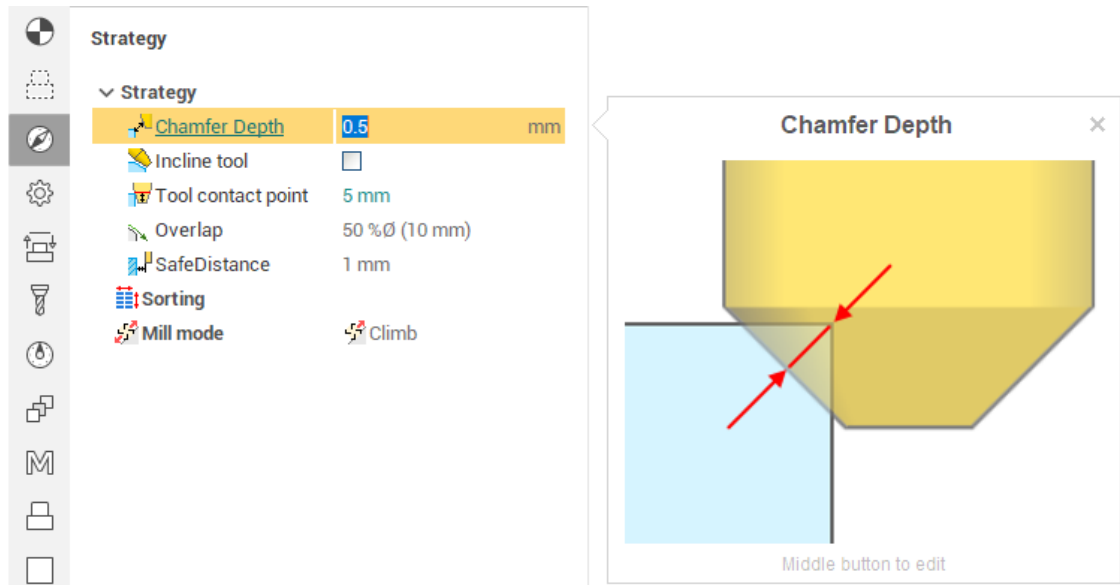 Strategy
Strategy
Chamfer Depth 0.5 mm
Incline tool
Tool contact point 5 mm
Overlap 50 %Ø (10 mm)
SafeDistance 1 mm
Sorting
Mill mode Climb
Chamfer Depth
Middle button to edit